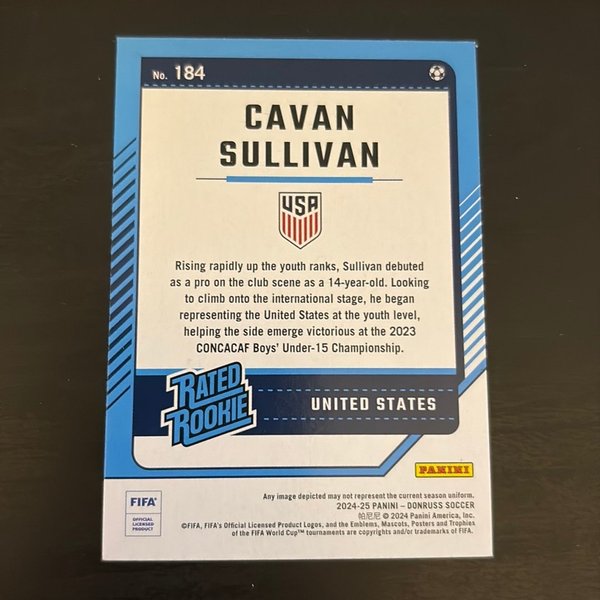 No. 184
CAVAN
SULLIVAN
USA
Rising rapidly up the youth ranks, Sullivan debuted
as a pro on the club scene as a 14-year-old. Looking
to climb onto the international stage, he began
representing the United States at the youth level,
helping the side emerge victorious at the 2023
CONCACAF Boys' Under-15 Championship.
RATED
ROOKIE
UNITED STATES
PANINI
FIFA®
OFFICIAL
LICENSED
PRODUCT
Any image depicted may not represent the current season uniform.
2024-25 PANINI – DONRUSS SOCCER
帕尼尼 © 2024 Panini America, Inc.
©FIFA, FIFA's Official Licensed Product Logos, and the Emblems, Mascots, Posters and Trophies
of the FIFA World Cup™ tournaments are copyrights and/or trademarks of FIFA.